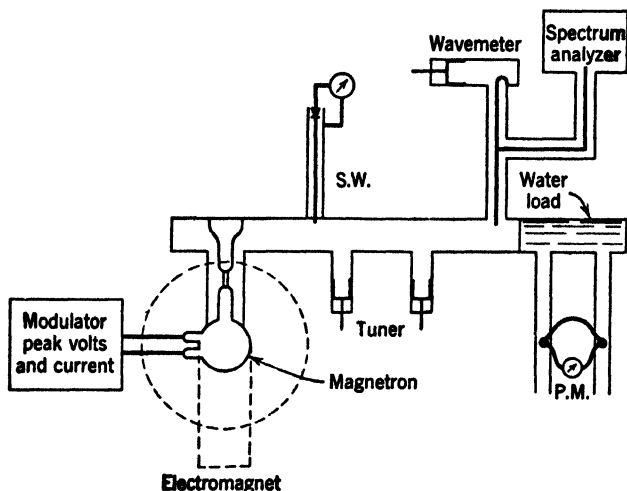 Spectrum
analyzer
Wavemeter
S.W.
Water
load
Tuner
Modulator
peak volts
and current
Magnetron
P.M.
Electromagnet